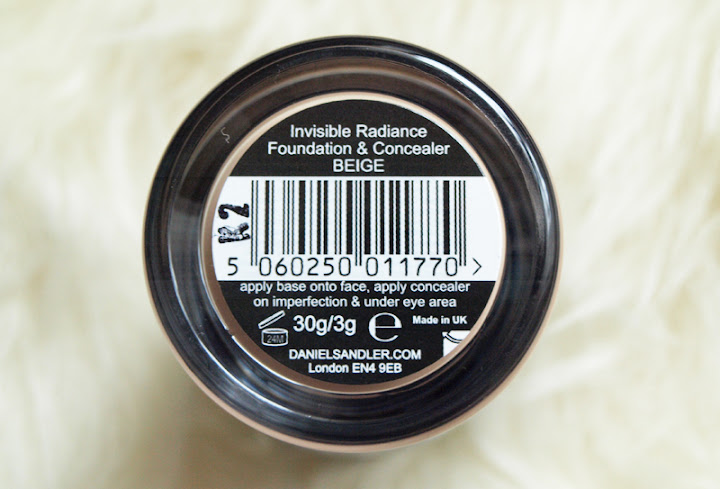 Invisible Radiance
Foundation & Concealer
BEIGE
5 060250 011770 >
apply base onto face, apply concealer
on imperfection & under eye area
24M 30g/3g e Made in UK
DANIELSANDLER.COM
London EN4 9EB